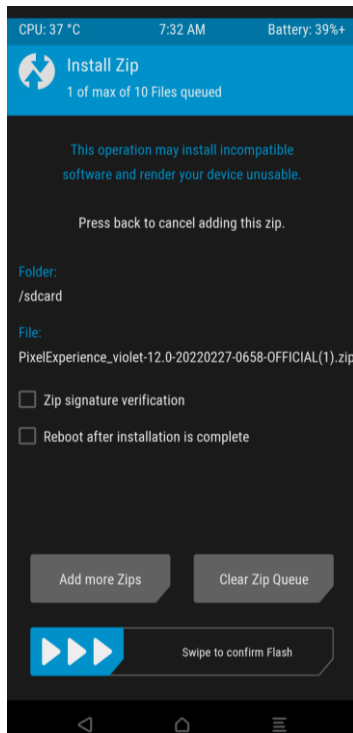 CPU: 37 °C 7:32 AM Battery: 39%+
Install Zip
1 of max of 10 Files queued
This operation may install incompatible
software and render your device unusable.
Press back to cancel adding this zip.
Folder:
/sdcard
File:
PixelExperience_violet-12.0-20220227-0658-OFFICIAL(1).zip
Zip signature verification
Reboot after installation is complete
Add more Zips Clear Zip Queue
Swipe to confirm Flash